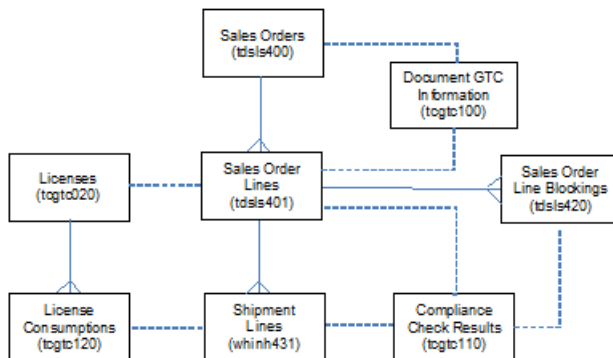 Sales Orders
(tdsls400)
Document GTC
Information
(tcgtc100)
Licenses
(tcgtc020)
Sales Order
Lines
(tdsls401)
Sales Order
Line Blockings
(tdsls420)
License
Consumptions
(tcgtc120)
Shipment
Lines
(whinh431)
Compliance
Check Results
(tcgtc110)